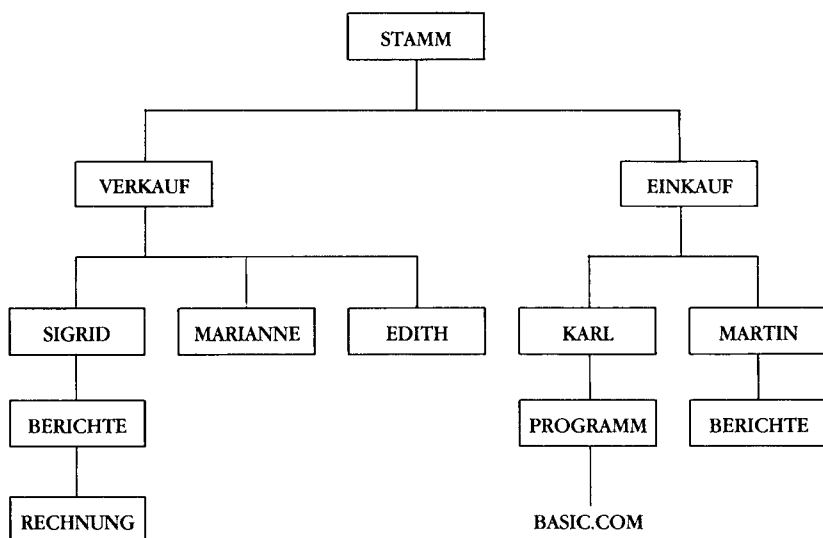 STAMM
VERKAUF EINKAUF
SIGRID MARIANNE EDITH KARL MARTIN
BERICHTE PROGRAMM BERICHTE
RECHNUNG BASIC.COM